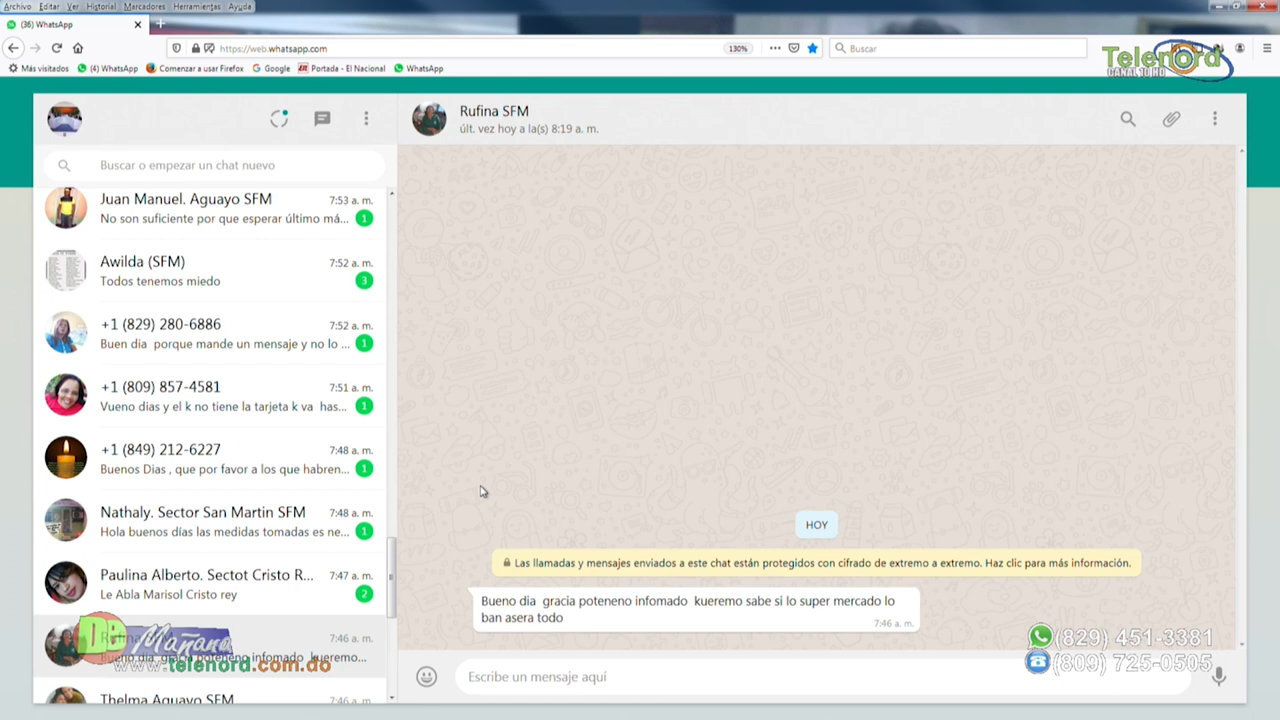 Archivo Editar Ver Historial Marcadores Herramientas Ayuda
(36) WhatsApp
https://web.whatsapp.com
130%
Buscar
Más visitados (4) WhatsApp Comenzar a usar Firefox Google Portada - El Nacional WhatsApp
Telenord
CANAL 10 HD
Buscar o empezar un chat nuevo
Juan Manuel. Aguayo SFM 7:53 a. m.
No son suficiente por que esperar último má... 1
Awilda (SFM) 7:52 a. m.
Todos tenemos miedo 3
+1 (829) 280-6886 7:52 a. m.
Buen dia porque mande un mensaje y no lo ... 1
+1 (809) 857-4581 7:51 a. m.
Vueno dias y el k no tiene la tarjeta k va has... 1
+1 (849) 212-6227 7:48 a. m.
Buenos Dias , que por favor a los que habren... 1
Nathaly. Sector San Martin SFM 7:48 a. m.
Hola buenos días las medidas tomadas es ne... 1
Paulina Alberto. Sectot Cristo R... 7:47 a. m.
Le Abla Marisol Cristo rey 2
7:46 a. m.
gracia poteneno infomado kueremo...
DB Mañana
www.telenord.com.do
Thelma Aguayo SFM 7:46 a. m.
Rufina SFM
últ. vez hoy a la(s) 8:19 a. m.
HOY
Las llamadas y mensajes enviados a este chat están protegidos con cifrado de extremo a extremo. Haz clic para más información.
Bueno dia gracia poteneno infomado kueremo sabe si lo super mercado lo
ban asera todo
7:46 a. m.
Escribe un mensaje aquí
(829) 451-3381
(809) 725-0505